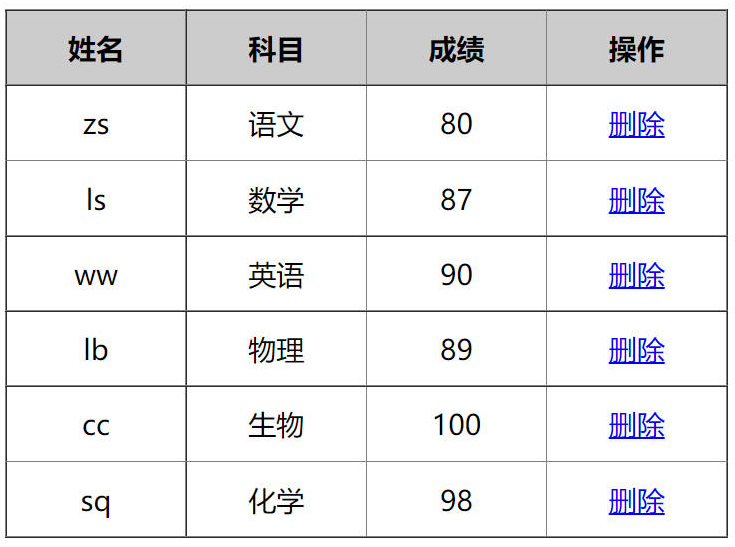 姓名 科目 成绩 操作
zs 语文 80 删除
ls 数学 87 删除
ww 英语 90 删除
lb 物理 89 删除
cc 生物 100 删除
sq 化学 98 删除